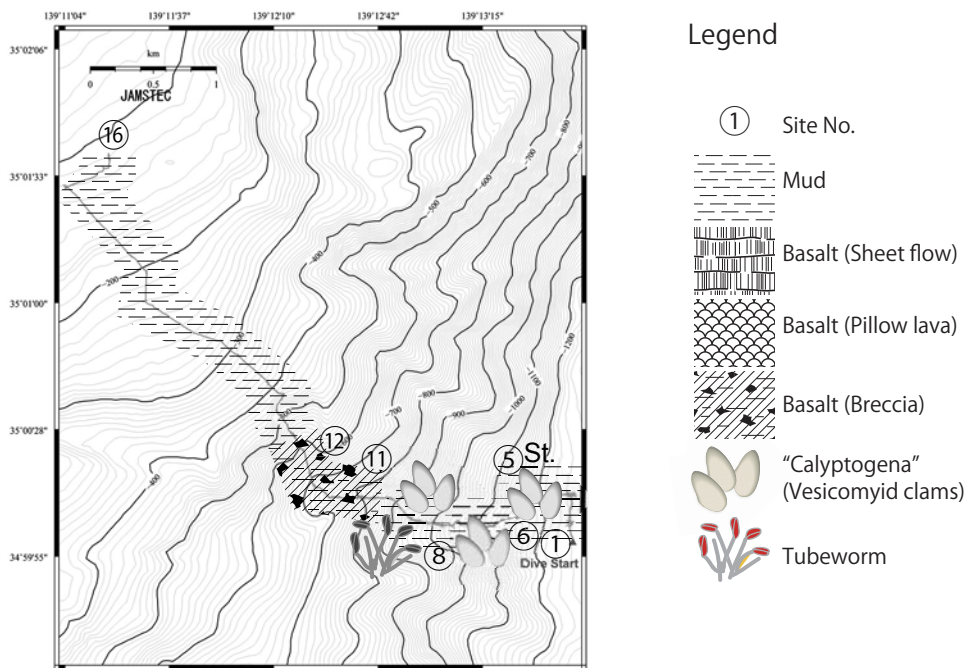 139°11'04"
139°11'37"
139°12'10"
139°12'42"
139°13'15"
35°02'06"
35°01'33"
35°01'00"
35°00'28"
34°59'55"
km
0 0.5 1
JAMSTEC
-800
-700
-600
-500
-400
-200
-1200
-1100
-1000
-900
-800
-700
-400
16
12
11
5 St.
6
1
8
Dive Start
Legend
1 Site No.
Mud
Basalt (Sheet flow)
Basalt (Pillow lava)
Basalt (Breccia)
“Calyptogena”
(Vesicomyid clams)
Tubeworm